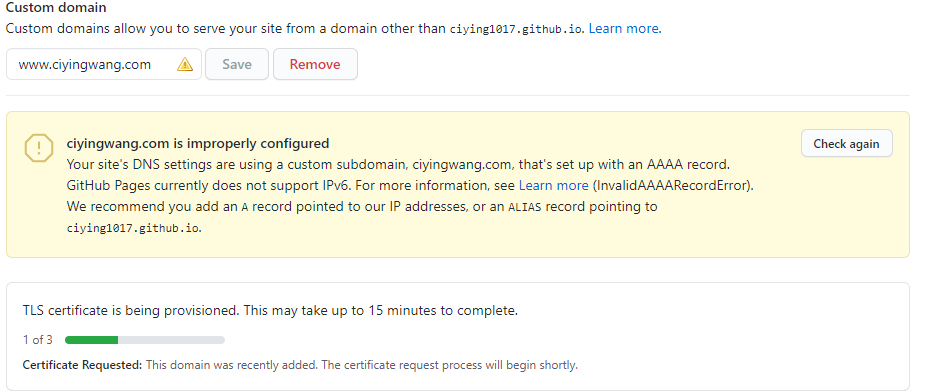 Custom domain
Custom domains allow you to serve your site from a domain other than ciying1017.github.io. Learn more.
www.ciyingwang.com Save Remove
ciyingwang.com is improperly configured
Check again
Your site's DNS settings are using a custom subdomain, ciyingwang.com, that's set up with an AAAA record.
GitHub Pages currently does not support IPv6. For more information, see Learn more (InvalidAAAARecordError).
We recommend you add an A record pointed to our IP addresses, or an ALIAS record pointing to
ciying1017.github.io.
TLS certificate is being provisioned. This may take up to 15 minutes to complete.
1 of 3
Certificate Requested: This domain was recently added. The certificate request process will begin shortly.